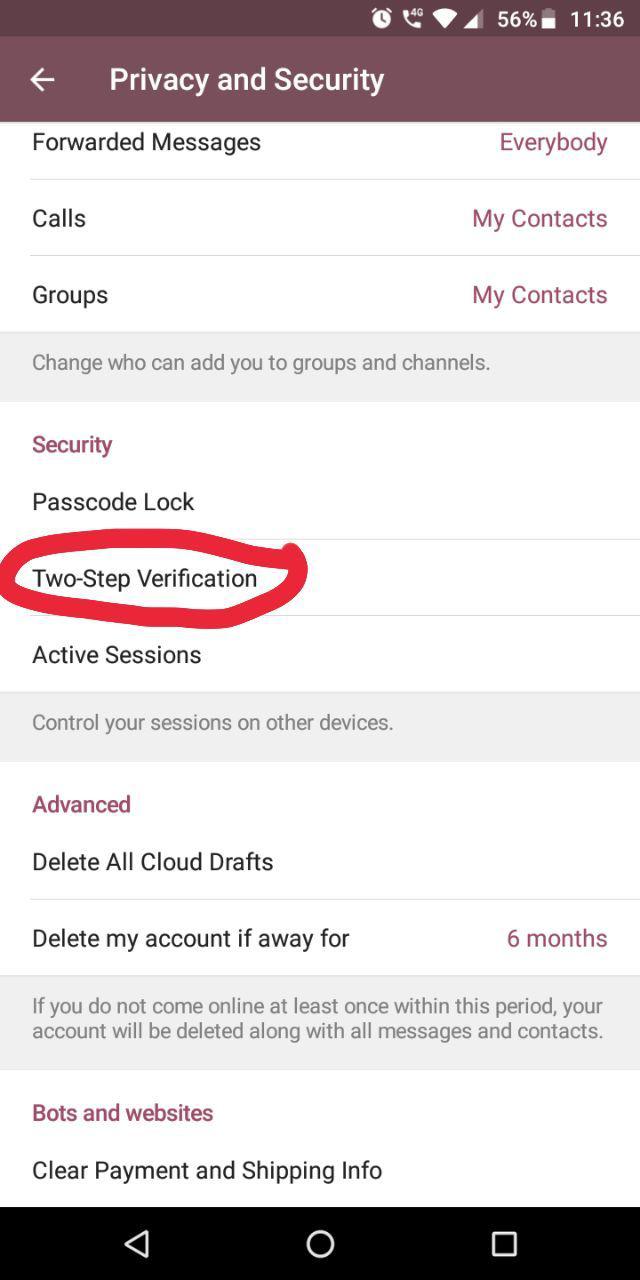 4G 56% 11:36
Privacy and Security
Forwarded Messages Everybody
Calls My Contacts
Groups My Contacts
Change who can add you to groups and channels.
Security
Passcode Lock
Two-Step Verification
Active Sessions
Control your sessions on other devices.
Advanced
Delete All Cloud Drafts
Delete my account if away for 6 months
If you do not come online at least once within this period, your
account will be deleted along with all messages and contacts.
Bots and websites
Clear Payment and Shipping Info